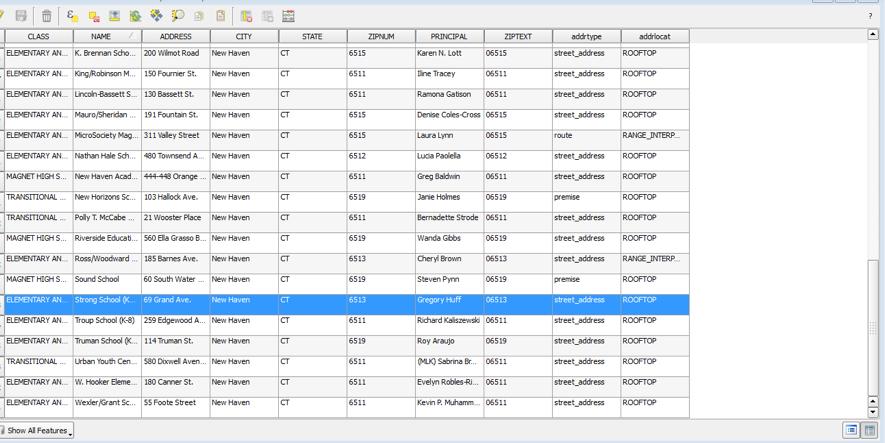 ?
CLASS NAME ADDRESS CITY STATE ZIPNUM PRINCIPAL ZIPTEXT addrtype addrlocat
ELEMENTARY AN... K. Brennan Scho... 200 Wilmot Road New Haven CT 6515 Karen N. Lott 06515 street_address ROOFTOP
ELEMENTARY AN... King/Robinson M... 150 Fournier St. New Haven CT 6511 Iline Tracey 06511 street_address ROOFTOP
ELEMENTARY AN... Lincoln-Bassett S... 130 Bassett St. New Haven CT 6511 Ramona Gatison 06511 street_address ROOFTOP
ELEMENTARY AN... Mauro/Sheridan ... 191 Fountain St. New Haven CT 6515 Denise Coles-Cross 06515 street_address ROOFTOP
ELEMENTARY AN... MicroSociety Mag... 311 Valley Street New Haven CT 6515 Laura Lynn 06515 route RANGE_INTERP...
ELEMENTARY AN... Nathan Hale Sch... 480 Townsend A... New Haven CT 6512 Lucia Paolella 06512 street_address ROOFTOP
MAGNET HIGH S... New Haven Acad... 444-448 Orange ... New Haven CT 6511 Greg Baldwin 06511 street_address ROOFTOP
TRANSITIONAL ... New Horizons Sc... 103 Hallock Ave. New Haven CT 6519 Janie Holmes 06519 premise ROOFTOP
TRANSITIONAL ... Polly T. McCabe ... 21 Wooster Place New Haven CT 6511 Bernadette Strode 06511 street_address ROOFTOP
MAGNET HIGH S... Riverside Educati... 560 Ella Grasso B... New Haven CT 6519 Wanda Gibbs 06519 street_address ROOFTOP
ELEMENTARY AN... Ross/Woodward ... 185 Barnes Ave. New Haven CT 6513 Cheryl Brown 06513 street_address RANGE_INTERP...
MAGNET HIGH S... Sound School 60 South Water ... New Haven CT 6519 Steven Pynn 06519 premise ROOFTOP
ELEMENTARY AN... Strong School (K... 69 Grand Ave. New Haven CT 6513 Gregory Huff 06513 street_address ROOFTOP
ELEMENTARY AN... Troup School (K-8) 259 Edgewood A... New Haven CT 6511 Richard Kaliszewski 06511 street_address ROOFTOP
ELEMENTARY AN... Truman School (... 114 Truman St. New Haven CT 6519 Roy Araujo 06519 street_address ROOFTOP
TRANSITIONAL ... Urban Youth Cen... 580 Dixwell Aven... New Haven CT 6511 (MLK) Sabrina Br... 06511 street_address ROOFTOP
ELEMENTARY AN... W. Hooker Eleme... 180 Canner St. New Haven CT 6511 Evelyn Robles-Ri... 06511 street_address ROOFTOP
ELEMENTARY AN... Wexler/Grant Sc... 55 Foote Street New Haven CT 6511 Kevin P. Muhamm... 06511 street_address ROOFTOP
Show All Features